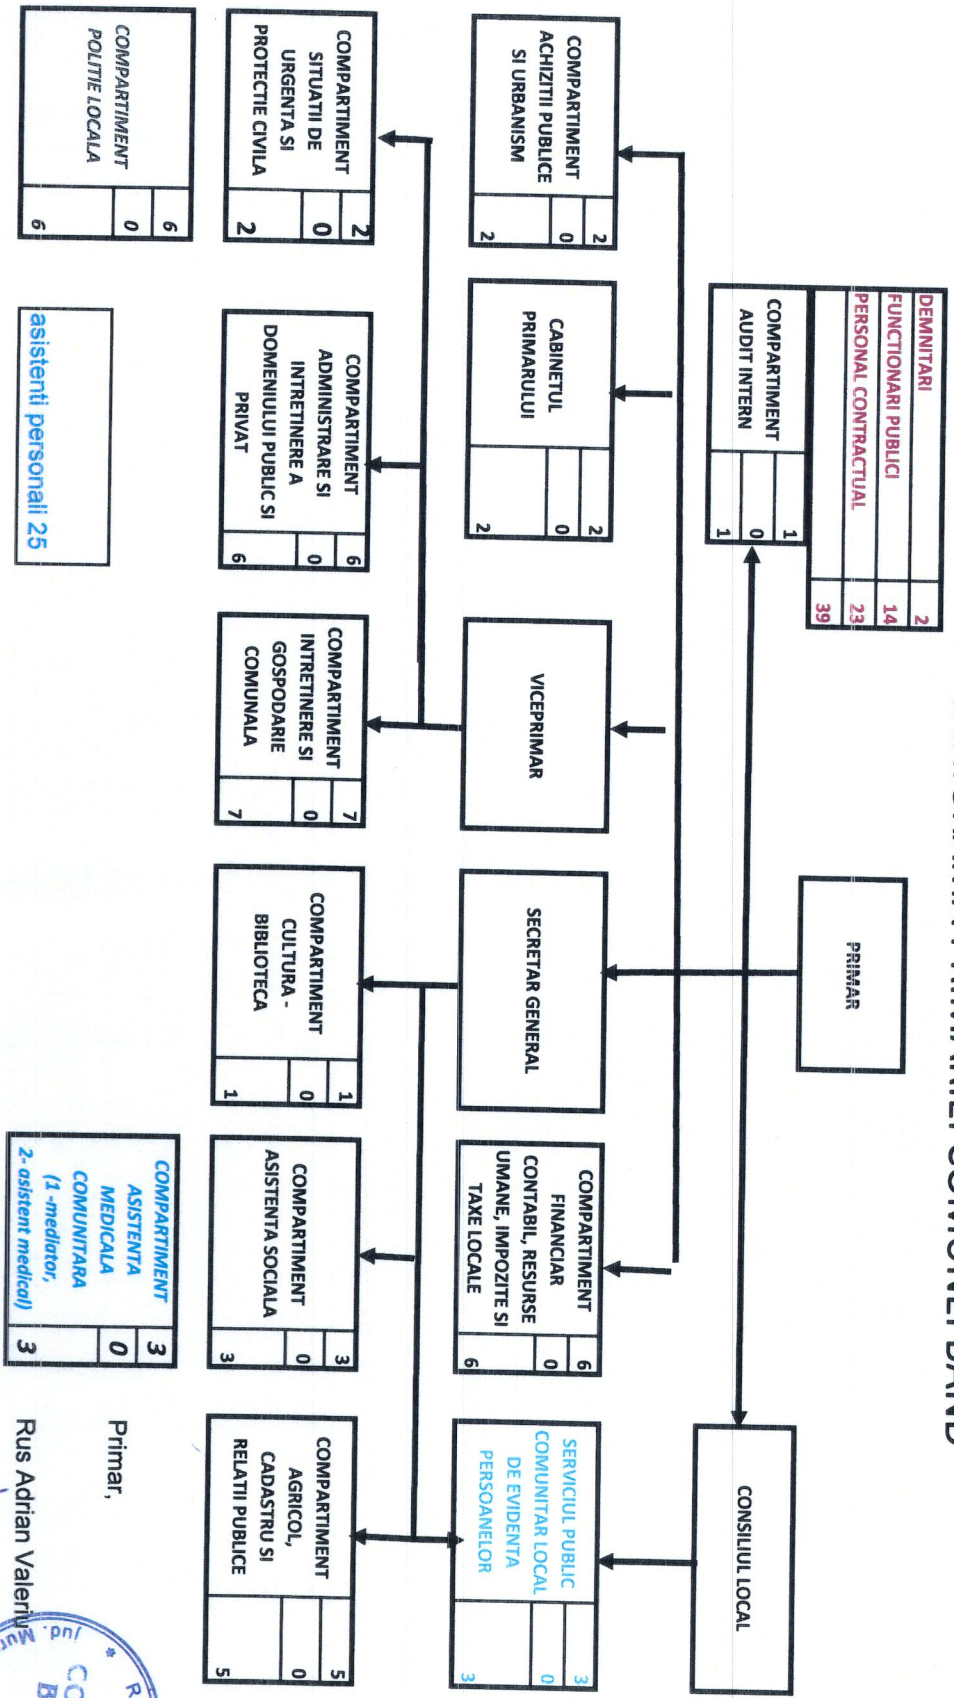 COMUNEI BAND
DEMNITARI 2
FUNCTIONARI PUBLICI 14
PERSONAL CONTRACTUAL 23
39
PRIMAR
COMPARTIMENT
AUDIT INTERN
1
0
1
CONSILIUL LOCAL
COMPARTIMENT
ACHIZITII PUBLICE
SI URBANISM
2
0
2
CABINETUL
PRIMARULUI
2
0
2
VICEPRIMAR
SECRETAR GENERAL
COMPARTIMENT
FINANCIAR
CONTABIL, RESURSE
UMANE, IMPOZITE SI
TAXE LOCALE
6
0
6
SERVICIUL PUBLIC
COMUNITAR LOCAL
DE EVIDENTA
PERSOANELOR
3
0
3
COMPARTIMENT
SITUATII DE
URGENTA SI
PROTECTIE CIVILA
2
0
2
COMPARTIMENT
ADMINISTRARE SI
INTRETINERE A
DOMENIULUI PUBLIC SI
PRIVAT
6
0
6
COMPARTIMENT
INTRETINERE SI
GOSPODARIE
COMUNALA
7
0
7
COMPARTIMENT
CULTURA -
BIBLIOTECA
1
0
1
COMPARTIMENT
ASISTENTA SOCIALA
3
0
3
COMPARTIMENT
AGRICOL,
CADASTRU SI
RELATII PUBLICE
5
0
5
COMPARTIMENT
POLITIE LOCALA
6
0
6
asistenti personali 25
COMPARTIMENT
ASISTENTA
MEDICALA
COMUNITARA
(1 -mediator,
2- asistent medical)
3
0
3
Primar,
Rus Adrian Valeriu
jud. Mur